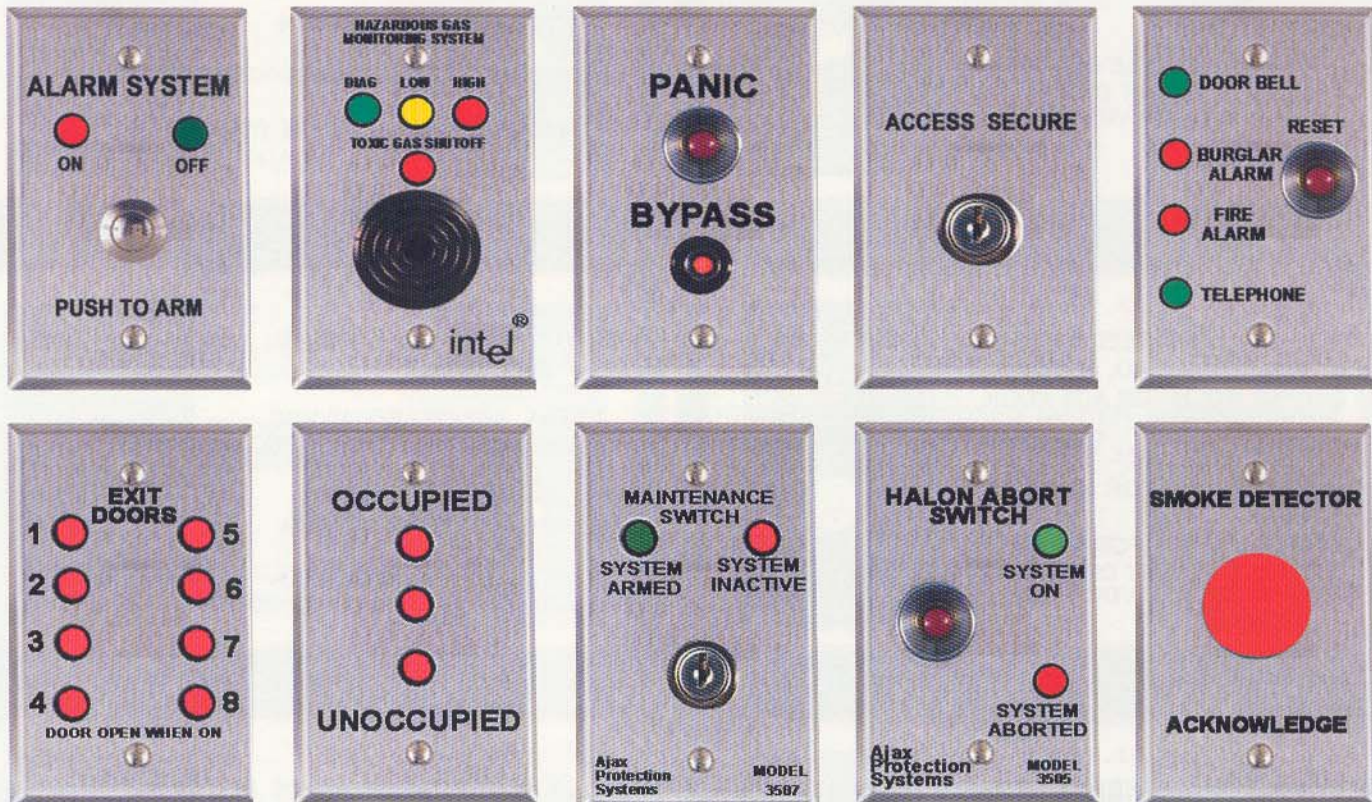 ALARM SYSTEM
ON OFF
PUSH TO ARM
HAZARDOUS GAS
MONITORING SYSTEM
DIAG LOW HIGH
TOXIC GAS SHUTOFF
intel®
PANIC
BYPASS
ACCESS SECURE
DOOR BELL
RESET
BURGLAR
ALARM
FIRE
ALARM
TELEPHONE
EXIT
DOORS
1 5
2 6
3 7
4 8
DOOR OPEN WHEN ON
OCCUPIED
UNOCCUPIED
MAINTENANCE
SWITCH
SYSTEM
ARMED
SYSTEM
INACTIVE
Ajax
Protection
Systems
MODEL
3507
HALON ABORT
SWITCH
SYSTEM
ON
SYSTEM
ABORTED
Ajax
Protection
Systems
MODEL
3505
SMOKE DETECTOR
ACKNOWLEDGE